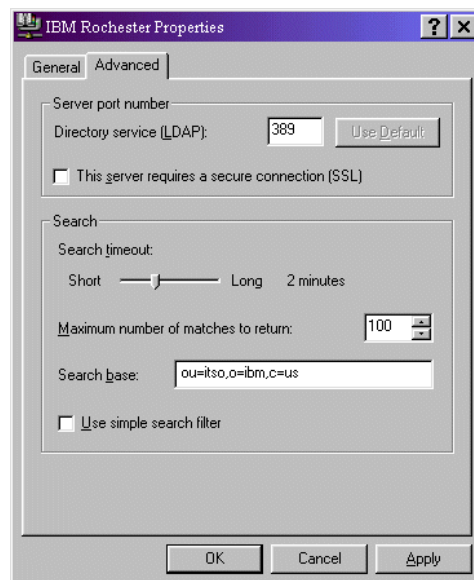 IBM Rochester Properties
General Advanced
Server port number
Directory service (LDAP): 389 Use Default
This server requires a secure connection (SSL)
Search
Search timeout:
Short Long 2 minutes
Maximum number of matches to return: 100
Search base: ou=itso,o=ibm,c=us
Use simple search filter
OK Cancel Apply